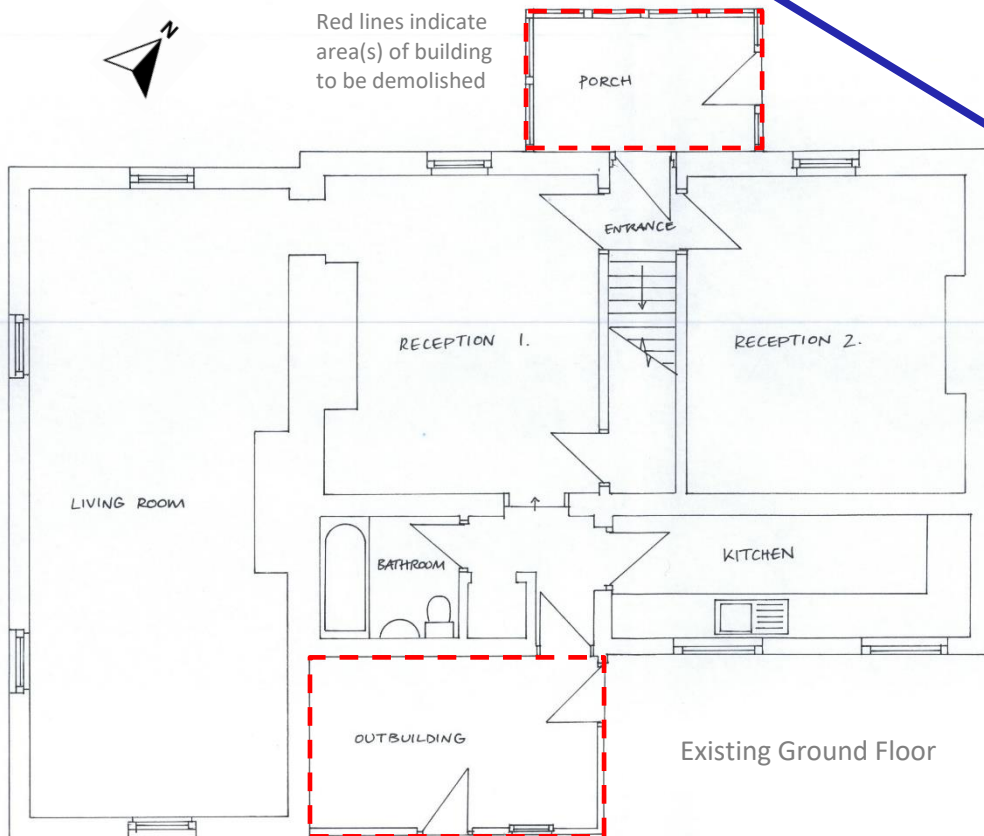 N
Red lines indicate
area(s) of building
to be demolished
PORCH
ENTRANCE
RECEPTION 1.
RECEPTION 2.
LIVING ROOM
BATHROOM
KITCHEN
OUTBUILDING
Existing Ground Floor